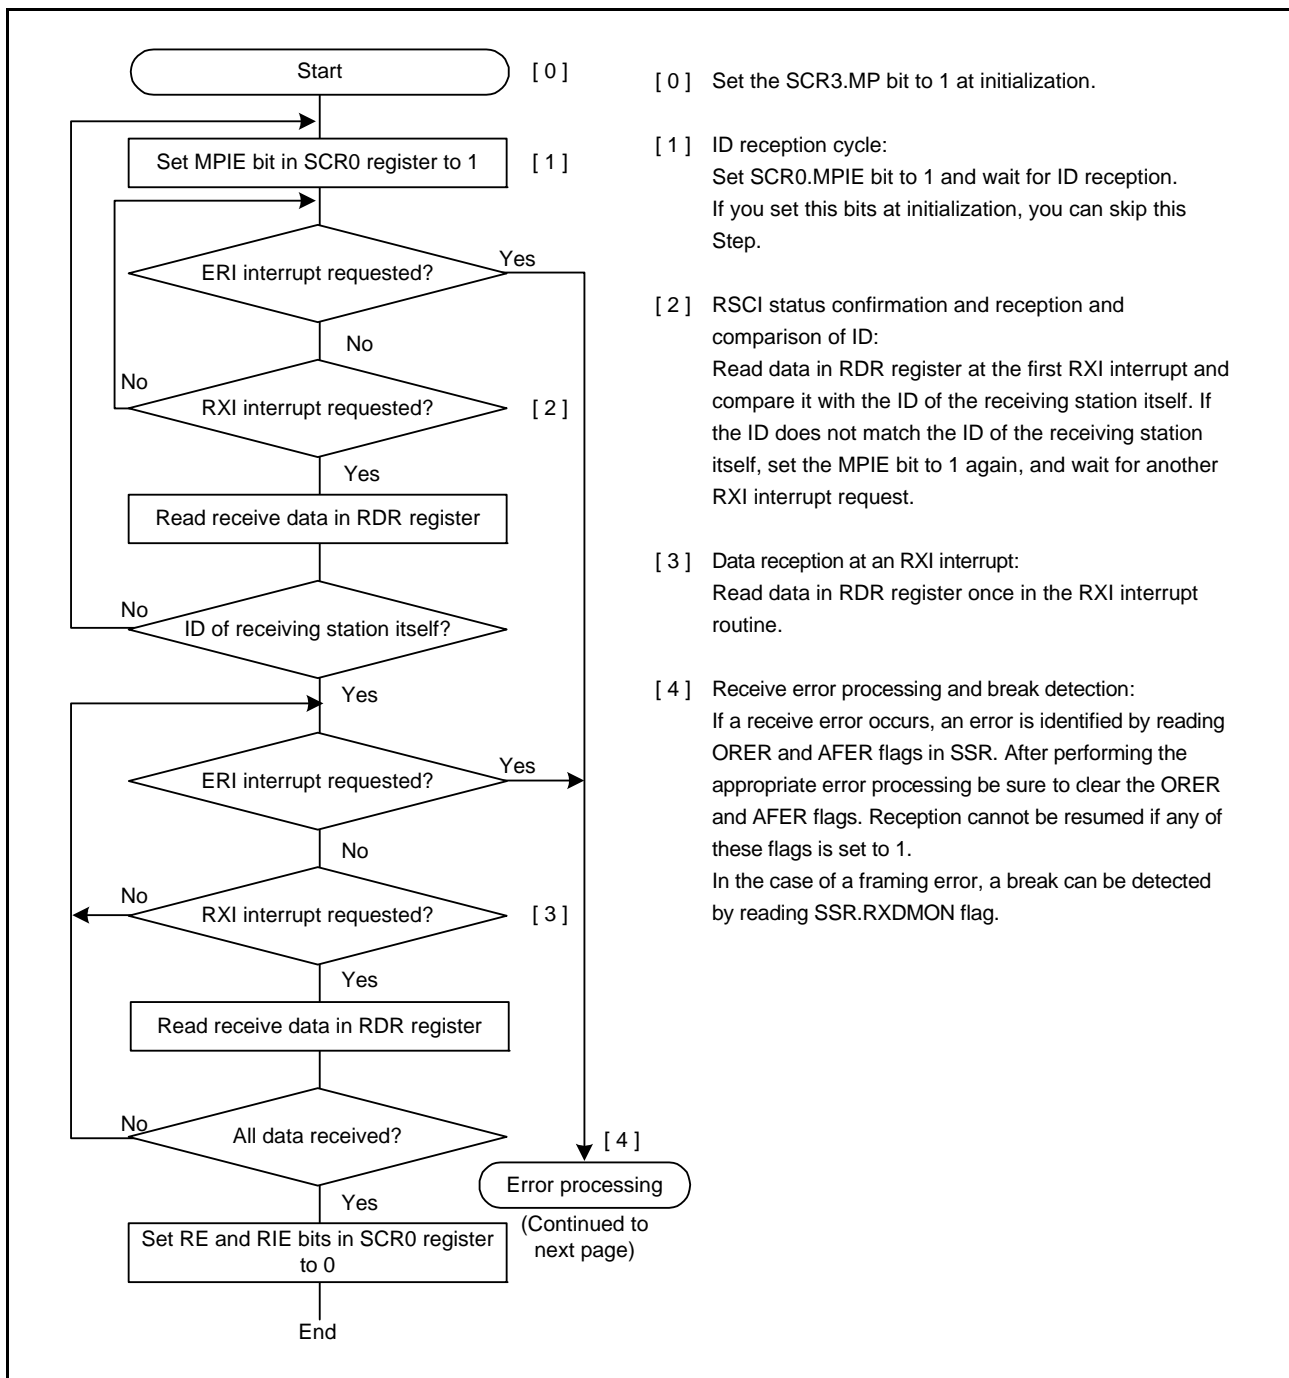 Start
[ 0 ]
Set MPIE bit in SCR0 register to 1
[ 1 ]
ERI interrupt requested?
Yes
No
No
RXI interrupt requested?
[ 2 ]
Yes
Read receive data in RDR register
No
ID of receiving station itself?
Yes
ERI interrupt requested?
Yes
No
No
RXI interrupt requested?
[ 3 ]
Yes
Read receive data in RDR register
No
All data received?
[ 4 ]
Error processing
(Continued to
next page)
Yes
Set RE and RIE bits in SCR0 register
to 0
End
[ 0 ] Set the SCR3.MP bit to 1 at initialization.
[ 1 ] ID reception cycle:
Set SCR0.MPIE bit to 1 and wait for ID reception.
If you set this bits at initialization, you can skip this
Step.
[ 2 ] RSCI status confirmation and reception and
comparison of ID:
Read data in RDR register at the first RXI interrupt and
compare it with the ID of the receiving station itself. If
the ID does not match the ID of the receiving station
itself, set the MPIE bit to 1 again, and wait for another
RXI interrupt request.
[ 3 ] Data reception at an RXI interrupt:
Read data in RDR register once in the RXI interrupt
routine.
[ 4 ] Receive error processing and break detection:
If a receive error occurs, an error is identified by reading
ORER and AFER flags in SSR. After performing the
appropriate error processing be sure to clear the ORER
and AFER flags. Reception cannot be resumed if any of
these flags is set to 1.
In the case of a framing error, a break can be detected
by reading SSR.RXDMON flag.